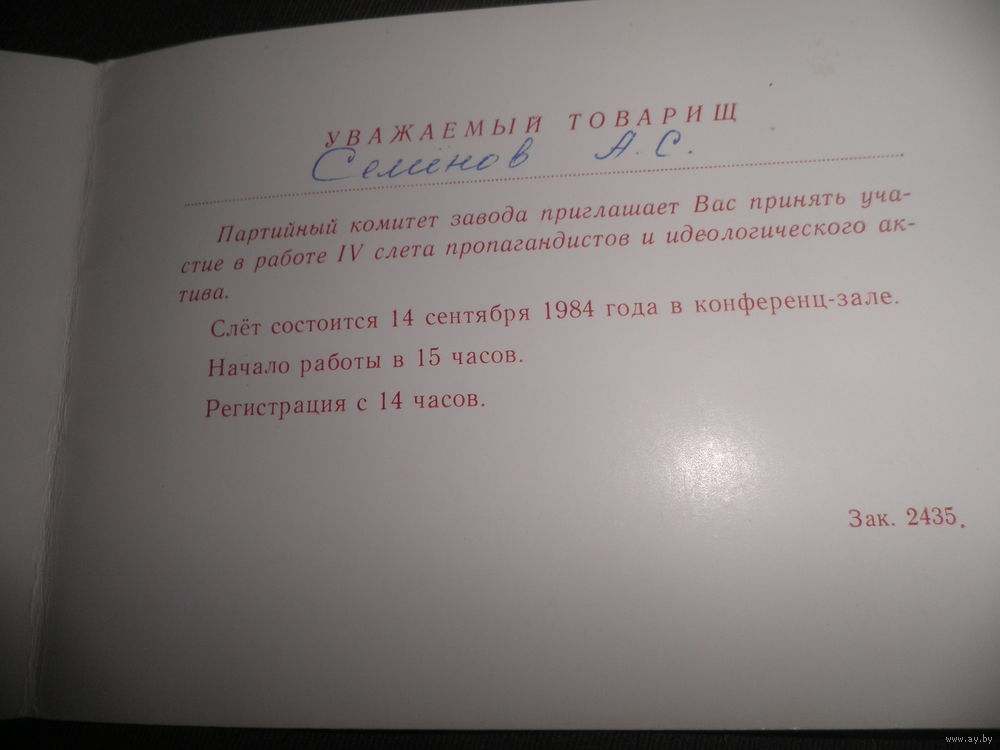 УВАЖАЕМЫЙ ТОВАРИЩ
Семёнов А. С.
Партийный комитет завода приглашает Вас принять уча-
стие в работе IV слета пропагандистов и идеологического ак-
тива.
Слёт состоится 14 сентября 1984 года в конференц-зале.
Начало работы в 15 часов.
Регистрация с 14 часов.
Зак. 2435.
www.ay.by